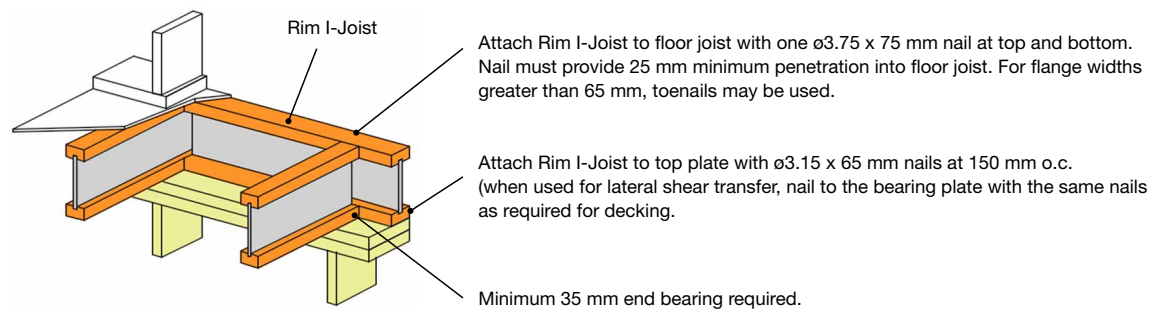 Rim I-Joist
Attach Rim I-Joist to floor joist with one ø3.75 x 75 mm nail at top and bottom.
Nail must provide 25 mm minimum penetration into floor joist. For flange widths
greater than 65 mm, toenails may be used.
Attach Rim I-Joist to top plate with ø3.15 x 65 mm nails at 150 mm o.c.
(when used for lateral shear transfer, nail to the bearing plate with the same nails
as required for decking.
Minimum 35 mm end bearing required.